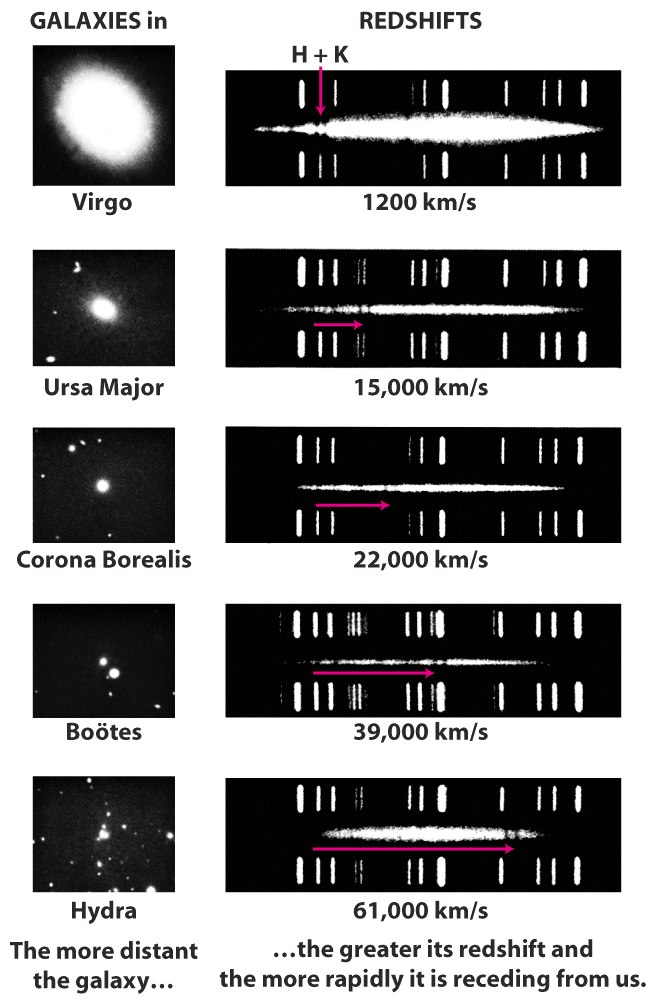 GALAXIES in
REDSHIFTS
H + K
Virgo
1200 km/s
Ursa Major
15,000 km/s
Corona Borealis
22,000 km/s
Boötes
39,000 km/s
Hydra
61,000 km/s
The more distant
the galaxy...
...the greater its redshift and
the more rapidly it is receding from us.